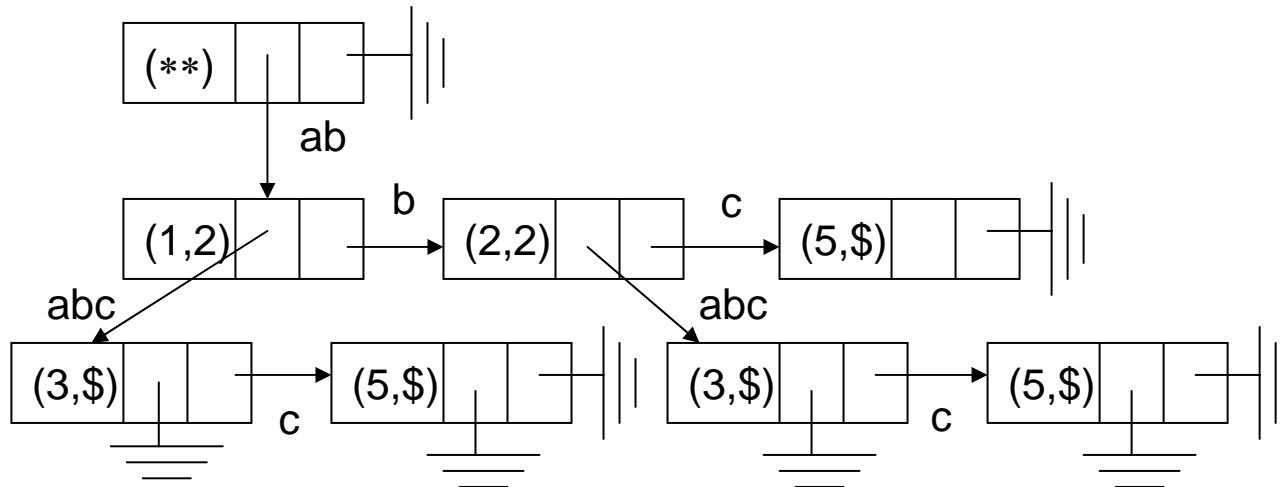 (**)
ab
b
c
(1,2)
(2,2)
(5,$)
abc
abc
(3,$)
(5,$)
(3,$)
(5,$)
c
c